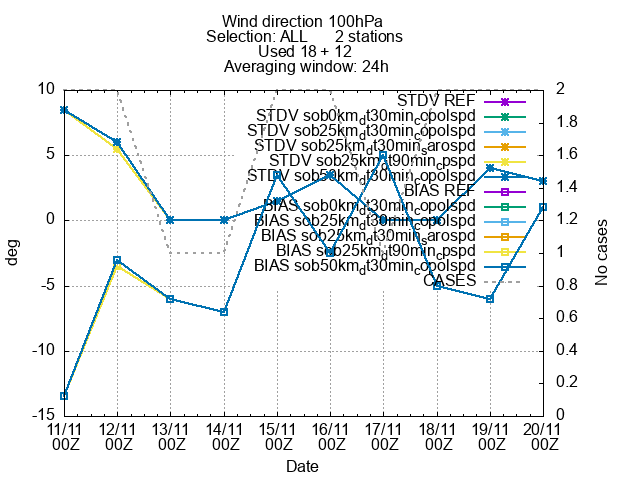 Wind direction 100hPa
Selection: ALL 2 stations
Used 18 + 12
Averaging window: 24h
10
5
0
-5
-10
-15
deg
2
1.8
1.6
1.4
1.2
1
0.8
0.6
0.4
0.2
0
No cases
STDV REF
STDV sob0km_dt30min_copolspd
STDV sob25km_dt30min_copolspd
STDV sob25km_dt30min_sarospd
STDV sob25km_dt90min_cpspd
STDV sob50km_dt30min_copolspd
BIAS REF
BIAS sob0km_dt30min_copolspd
BIAS sob25km_dt30min_copolspd
BIAS sob25km_dt30min_sarospd
BIAS sob25km_dt90min_cpspd
BIAS sob50km_dt30min_copolspd
CASES
11/11 12/11 13/11 14/11 15/11 16/11 17/11 18/11 19/11 20/11
00Z 00Z 00Z 00Z 00Z 00Z 00Z 00Z 00Z 00Z
Date